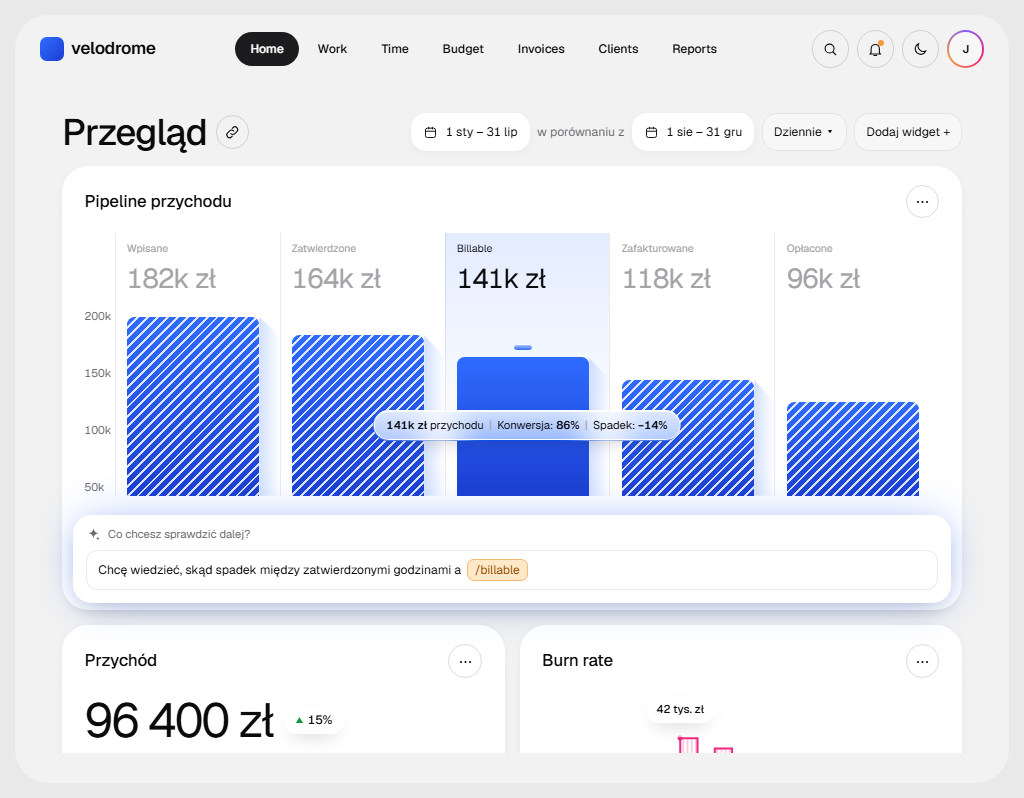 velodrome
Home Work Time Budget Invoices Clients Reports
J
Przegląd
1 sty – 31 lip w porównaniu z 1 sie – 31 gru Dziennie Dodaj widget +
Pipeline przychodu
Wpisane Zatwierdzone Billable Zafakturowane Opłacone
182k zł 164k zł 141k zł 118k zł 96k zł
200k
150k
100k
50k
141k zł przychodu | Konwersja: 86% | Spadek: –14%
Co chcesz sprawdzić dalej?
Chcę wiedzieć, skąd spadek między zatwierdzonymi godzinami a /billable
Przychód
96 400 zł 15%
Burn rate
42 tys. zł